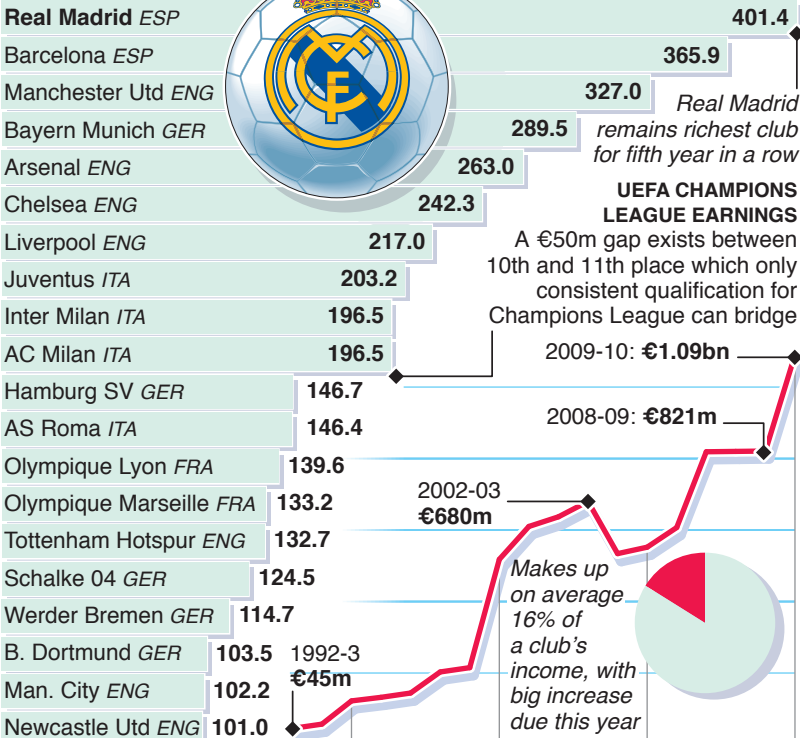 Real Madrid ESP 401.4
Barcelona ESP 365.9
Manchester Utd ENG 327.0
Bayern Munich GER 289.5
Arsenal ENG 263.0
Chelsea ENG 242.3
Liverpool ENG 217.0
Juventus ITA 203.2
Inter Milan ITA 196.5
AC Milan ITA 196.5
Hamburg SV GER 146.7
AS Roma ITA 146.4
Olympique Lyon FRA 139.6
Olympique Marseille FRA 133.2
Tottenham Hotspur ENG 132.7
Schalke 04 GER 124.5
Werder Bremen GER 114.7
B. Dortmund GER 103.5
Man. City ENG 102.2
Newcastle Utd ENG 101.0
Real Madrid
remains richest club
for fifth year in a row
UEFA CHAMPIONS
LEAGUE EARNINGS
A €50m gap exists between
10th and 11th place which only
consistent qualification for
Champions League can bridge
2009-10: €1.09bn
2008-09: €821m
2002-03
€680m
1992-3
€45m
Makes up
on average
16% of
a club's
income, with
big increase
due this year